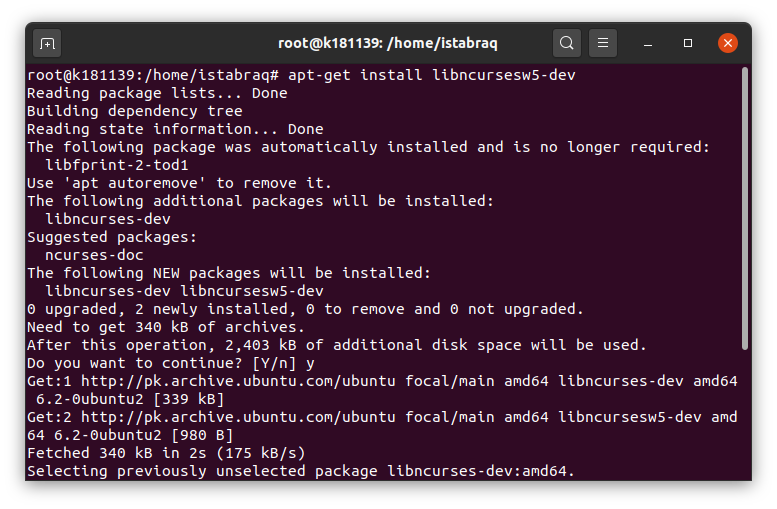 root@k181139: /home/istabraq
root@k181139:/home/istabraq# apt-get install libncursesw5-dev
Reading package lists... Done
Building dependency tree
Reading state information... Done
The following package was automatically installed and is no longer required:
  libfprint-2-tod1
Use 'apt autoremove' to remove it.
The following additional packages will be installed:
  libncurses-dev
Suggested packages:
  ncurses-doc
The following NEW packages will be installed:
  libncurses-dev libncursesw5-dev
0 upgraded, 2 newly installed, 0 to remove and 0 not upgraded.
Need to get 340 kB of archives.
After this operation, 2,403 kB of additional disk space will be used.
Do you want to continue? [Y/n] y
Get:1 http://pk.archive.ubuntu.com/ubuntu focal/main amd64 libncurses-dev amd64
 6.2-0ubuntu2 [339 kB]
Get:2 http://pk.archive.ubuntu.com/ubuntu focal/main amd64 libncursesw5-dev amd
64 6.2-0ubuntu2 [980 B]
Fetched 340 kB in 2s (175 kB/s)
Selecting previously unselected package libncurses-dev:amd64.